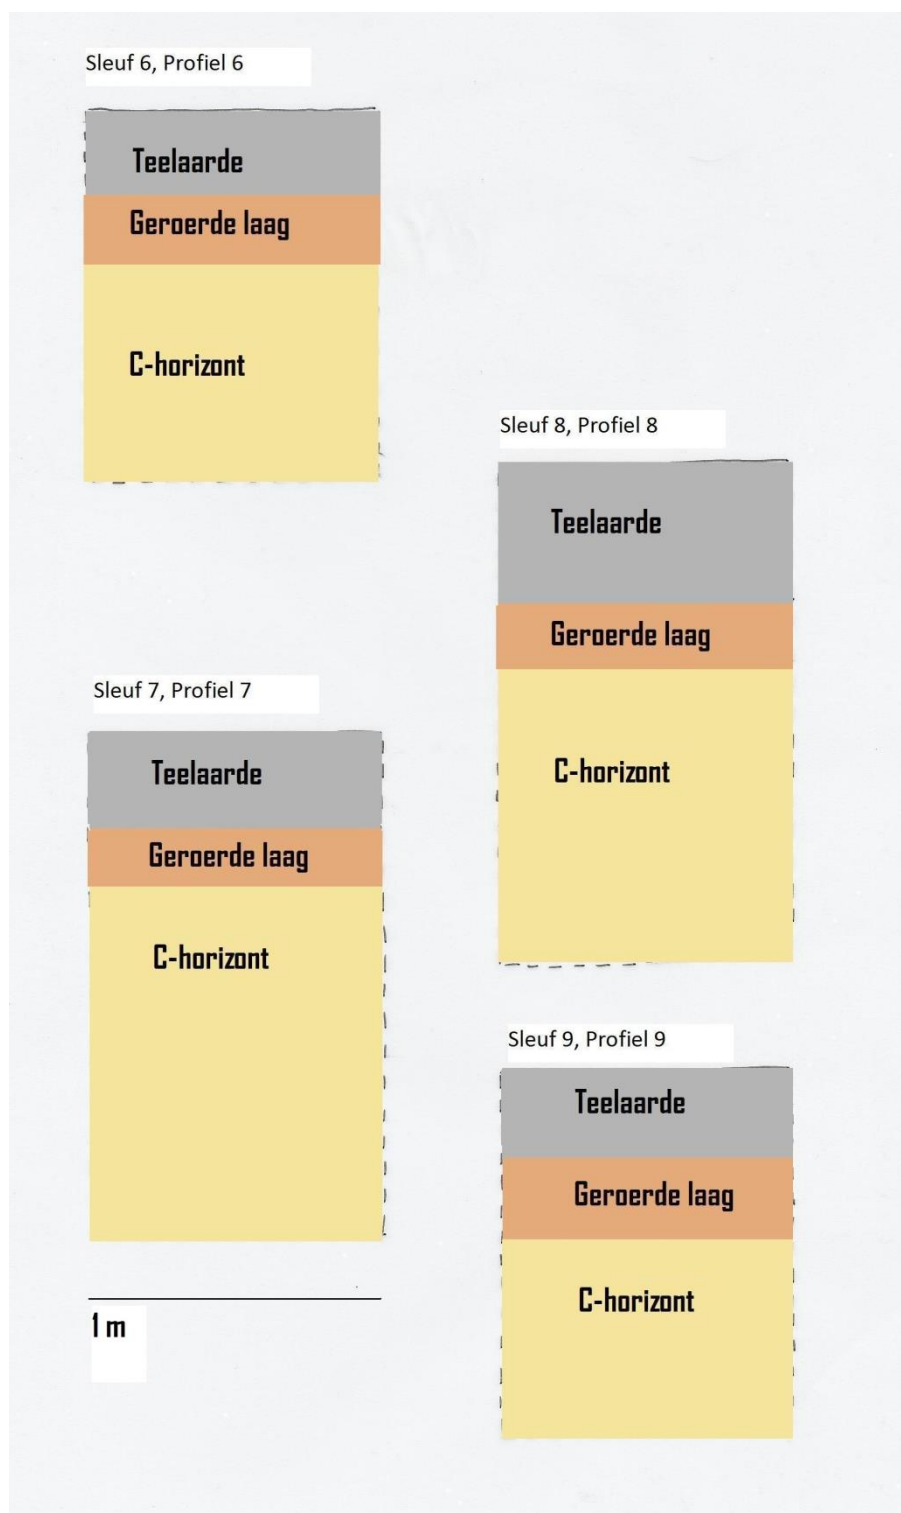 Sleuf 6, Profiel 6
Teelaarde
Geroerde laag
C-horizont
Sleuf 8, Profiel 8
Teelaarde
Geroerde laag
C-horizont
Sleuf 7, Profiel 7
Teelaarde
Geroerde laag
C-horizont
1 m
Sleuf 9, Profiel 9
Teelaarde
Geroerde laag
C-horizont